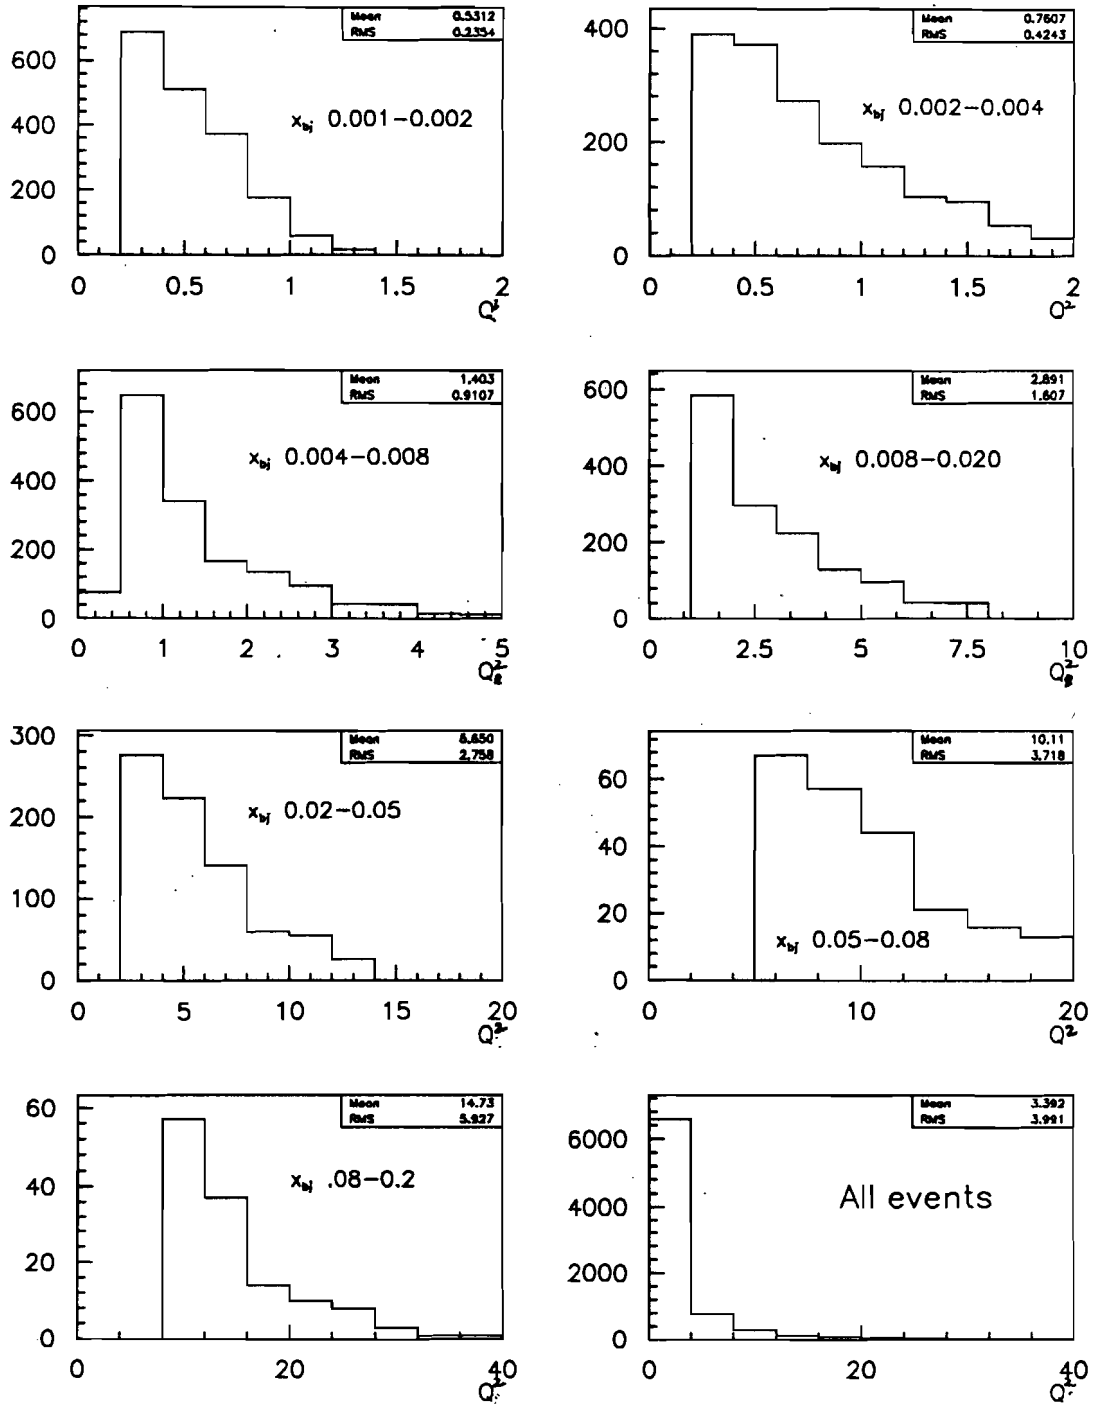 Mean 0.5312
RMS 0.2354
600
400
200
0
x_bj 0.001-0.002
0 0.5 1 1.5 2
Q²
Mean 0.7607
RMS 0.4243
400
200
0
x_bj 0.002-0.004
0 0.5 1 1.5 2
Q²
Mean 1.403
RMS 0.9107
600
400
200
0
x_bj 0.004-0.008
0 1 2 3 4 5
Q²
Mean 2.891
RMS 1.607
600
400
200
0
x_bj 0.008-0.020
0 2.5 5 7.5 10
Q²
Mean
RMS 2.758
300
200
100
0
x_bj 0.02-0.05
0 5 10 15 20
Q²
Mean 10.11
RMS 3.718
60
40
20
0
x_bj 0.05-0.08
0 10 20
Q²
Mean 14.73
RMS 5.927
60
40
20
0
x_bj .08-0.2
0 20 40
Q²
Mean 3.392
RMS 3.991
6000
4000
2000
0
All events
0 20 40
Q²